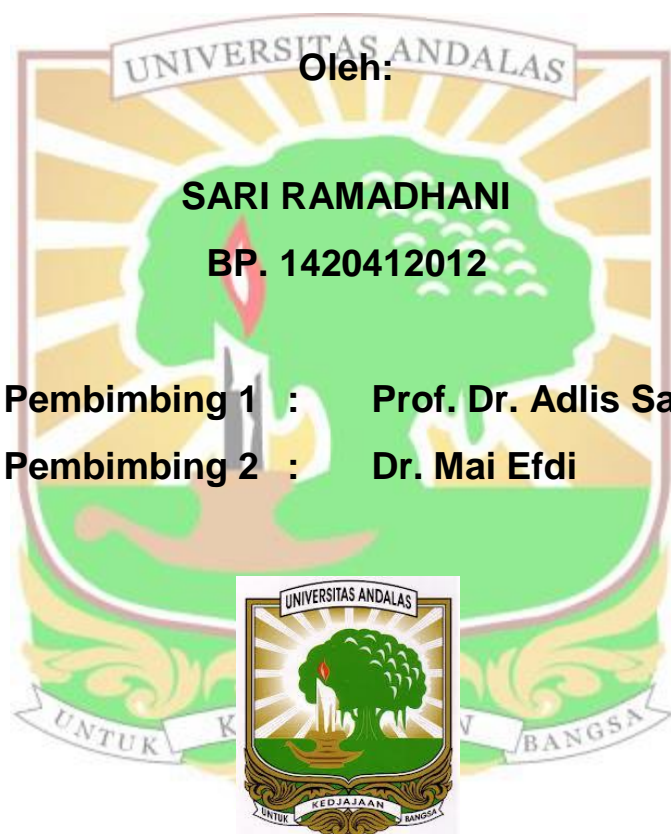 UNIVERSITAS ANDALAS
Oleh:
SARI RAMADHANI
BP. 1420412012
Pembimbing 1 : Prof. Dr. Adlis Sa
Pembimbing 2 : Dr. Mai Efdi
UNIVERSITAS ANDALAS
UNTUK KEDJAJAAN BANGSA
UNTUK K N BANGSA